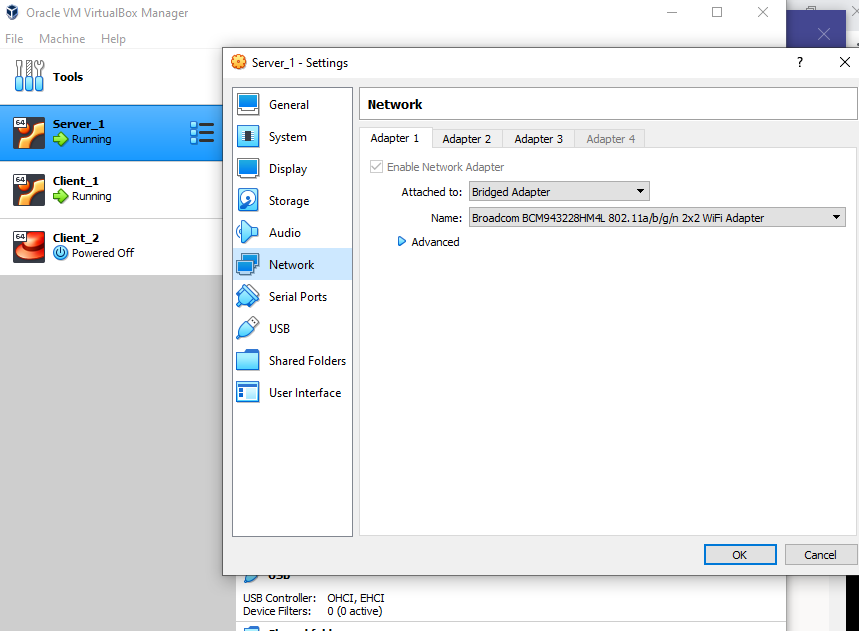 Oracle VM VirtualBox Manager
File Machine Help
Tools
64
Server_1
Running
64
Client_1
Running
64
Client_2
Powered Off
Server_1 - Settings
?
General
System
Display
Storage
Audio
Network
Serial Ports
USB
Shared Folders
User Interface
Network
Adapter 1 Adapter 2 Adapter 3 Adapter 4
Enable Network Adapter
Attached to: Bridged Adapter
Name: Broadcom BCM943228HM4L 802.11a/b/g/n 2x2 WiFi Adapter
Advanced
OK Cancel
USB
USB Controller: OHCI, EHCI
Device Filters: 0 (0 active)